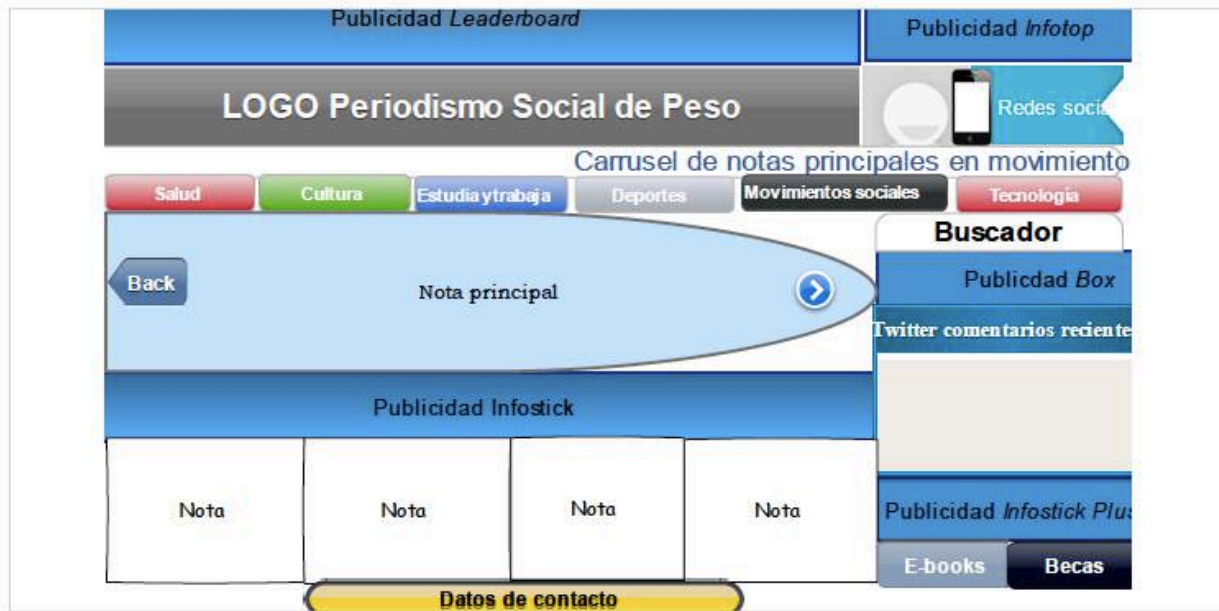 Publicidad Leaderboard
Publicidad Infotop
LOGO Periodismo Social de Peso
Redes socia
Carrusel de notas principales en movimiento
Salud
Cultura
Estudia y trabaja
Deportes
Movimientos sociales
Tecnología
Buscador
Back
Nota principal
Publicdad Box
Twitter comentarios reciente
Publicidad Infostick
Nota
Nota
Nota
Nota
Publicidad Infostick Plus
E-books
Becas
Datos de contacto